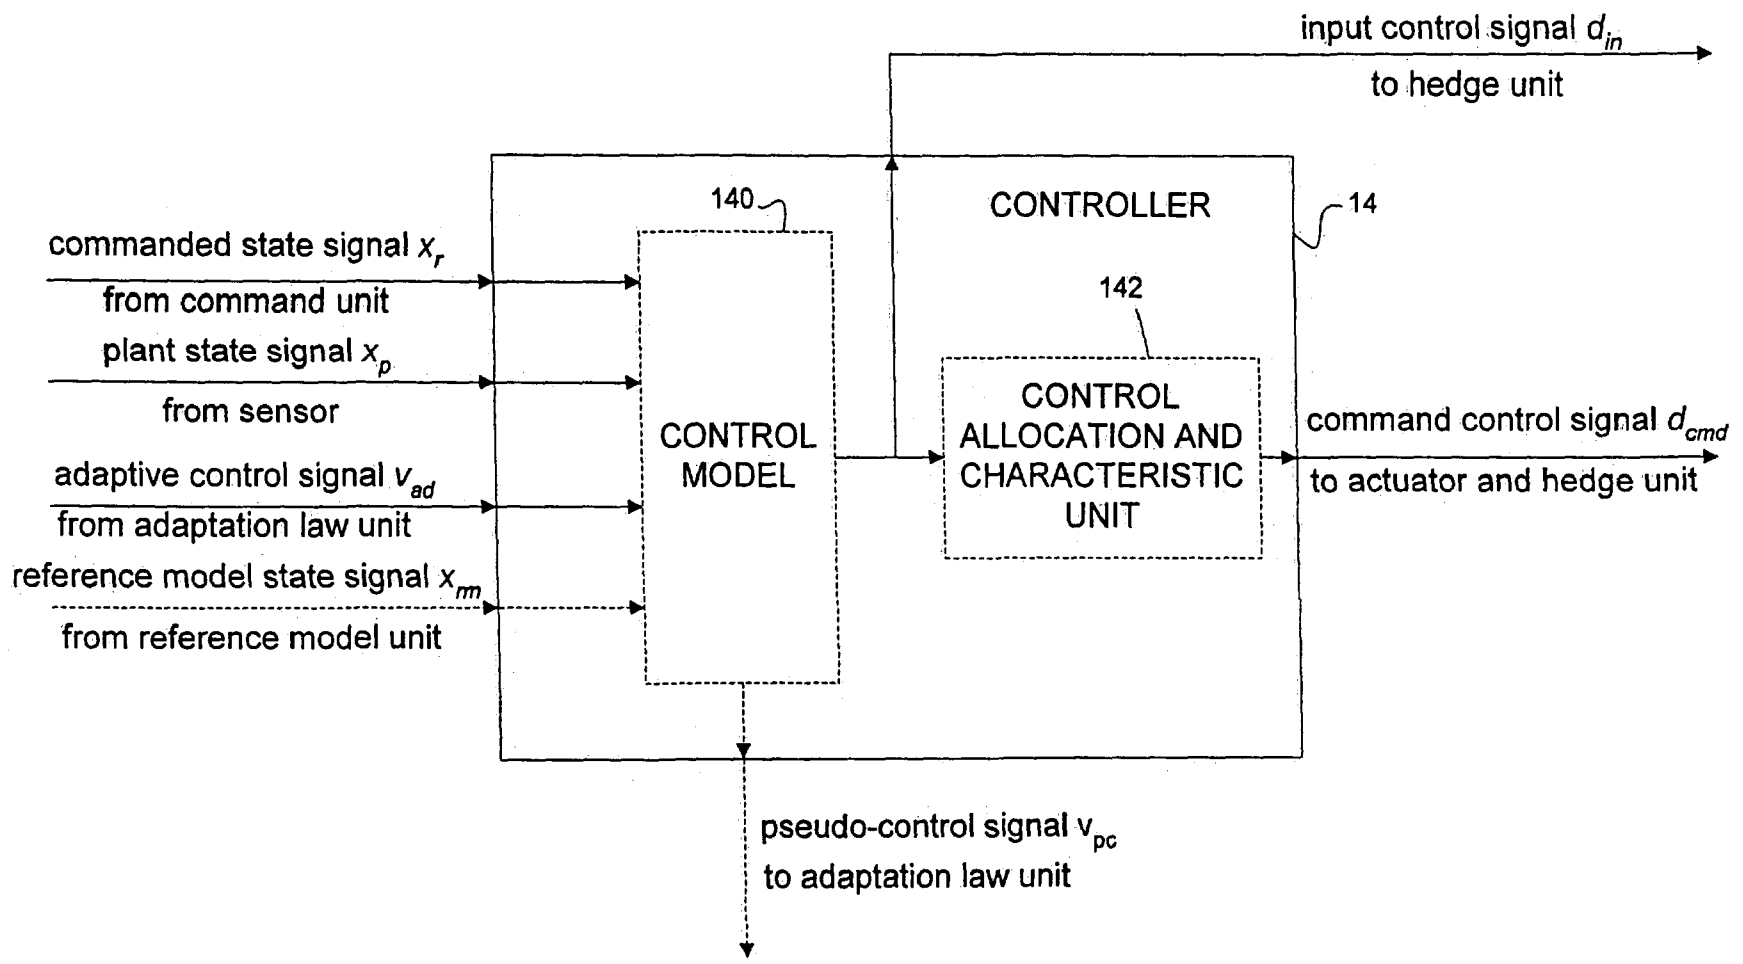 input control signal d_in
to hedge unit
140
CONTROLLER
14
commanded state signal x_r
from command unit
142
plant state signal x_p
from sensor
CONTROL
MODEL
CONTROL
ALLOCATION AND
CHARACTERISTIC
UNIT
command control signal d_cmd
to actuator and hedge unit
adaptive control signal v_ad
from adaptation law unit
reference model state signal x_rm
from reference model unit
pseudo-control signal v_pc
to adaptation law unit